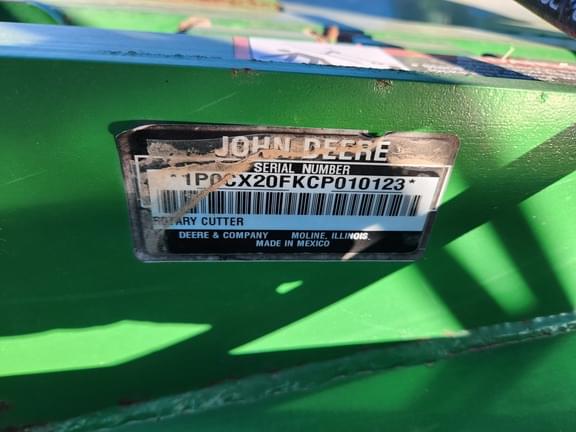 JOHN DEERE
SERIAL NUMBER
*1P0CX20FKCP010123*
ROTARY CUTTER
DEERE & COMPANY MOLINE, ILLINOIS
MADE IN MEXICO